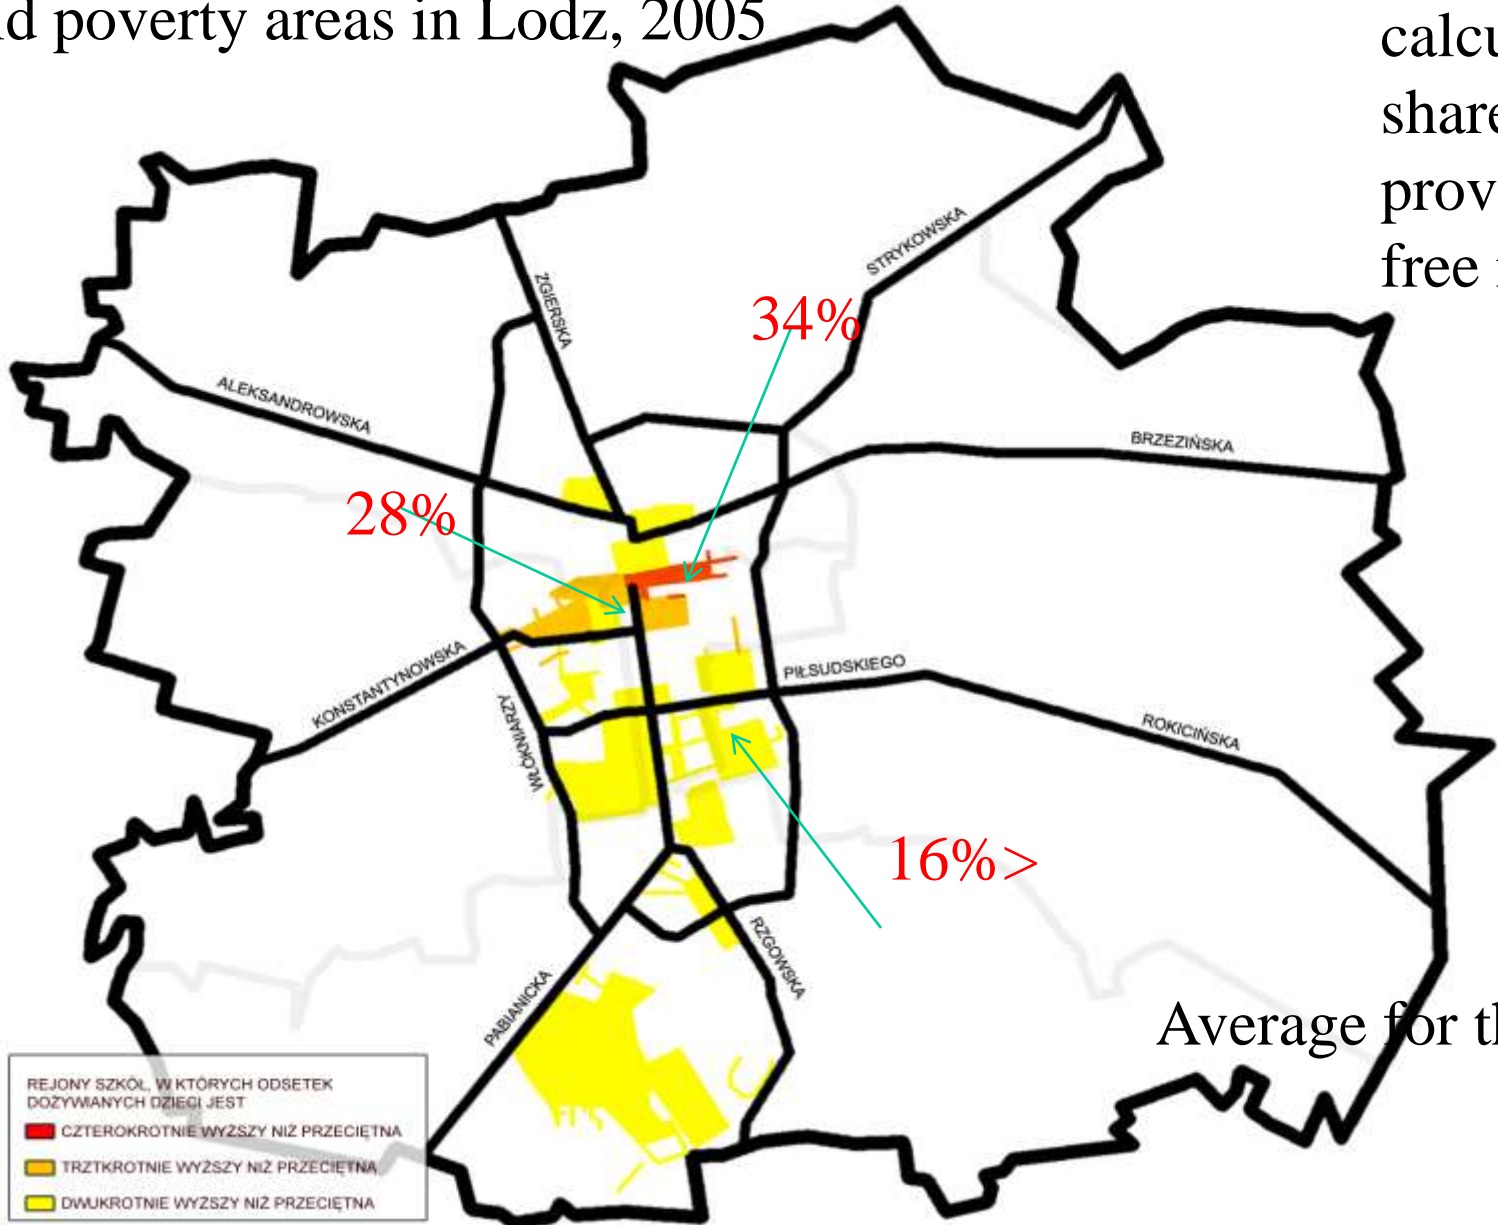 d poverty areas in Lodz, 2005
calcu
share
prov
free
STRYKOWSKA
ZGIERSKA
34%
ALEKSANDROWSKA
BRZEZIŃSKA
28%
KONSTANTYNOWSKA
PIŁSUDSKIEGO
WŁÓKNIARZY
ROKICIŃSKA
16%>
RZGOWSKA
PABIANICKA
Average for th
REJONY SZKÓŁ, W KTÓRYCH ODSETEK
DOŻYWIANYCH DZIECI JEST
CZTEROKROTNIE WYŻSZY NIŻ PRZECIĘTNA
TRZTKROTNIE WYŻSZY NIŻ PRZECIĘTNA
DWUKROTNIE WYŻSZY NIŻ PRZECIĘTNA